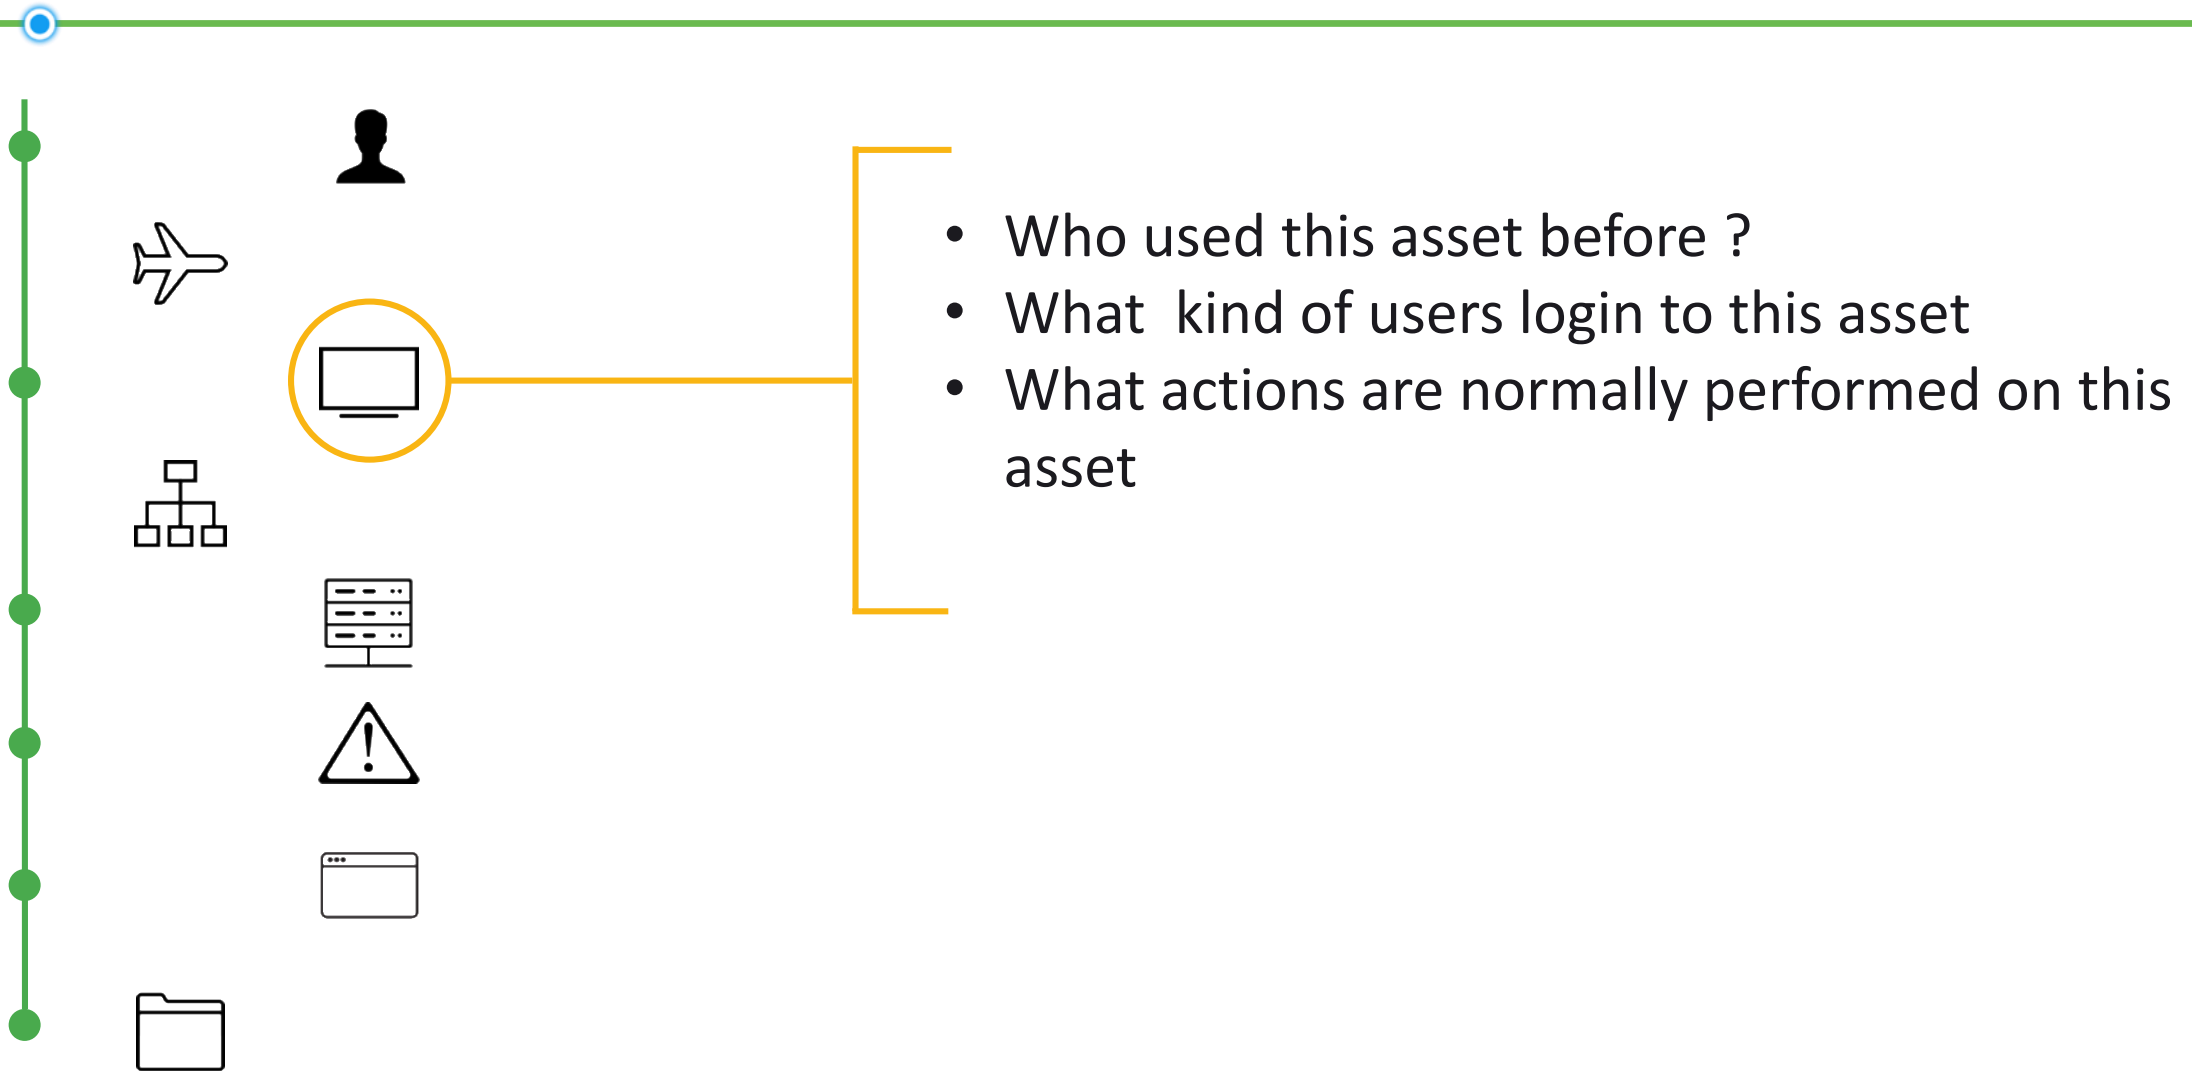 • Who used this asset before ?
• What  kind of users login to this asset
• What actions are normally performed on this
asset